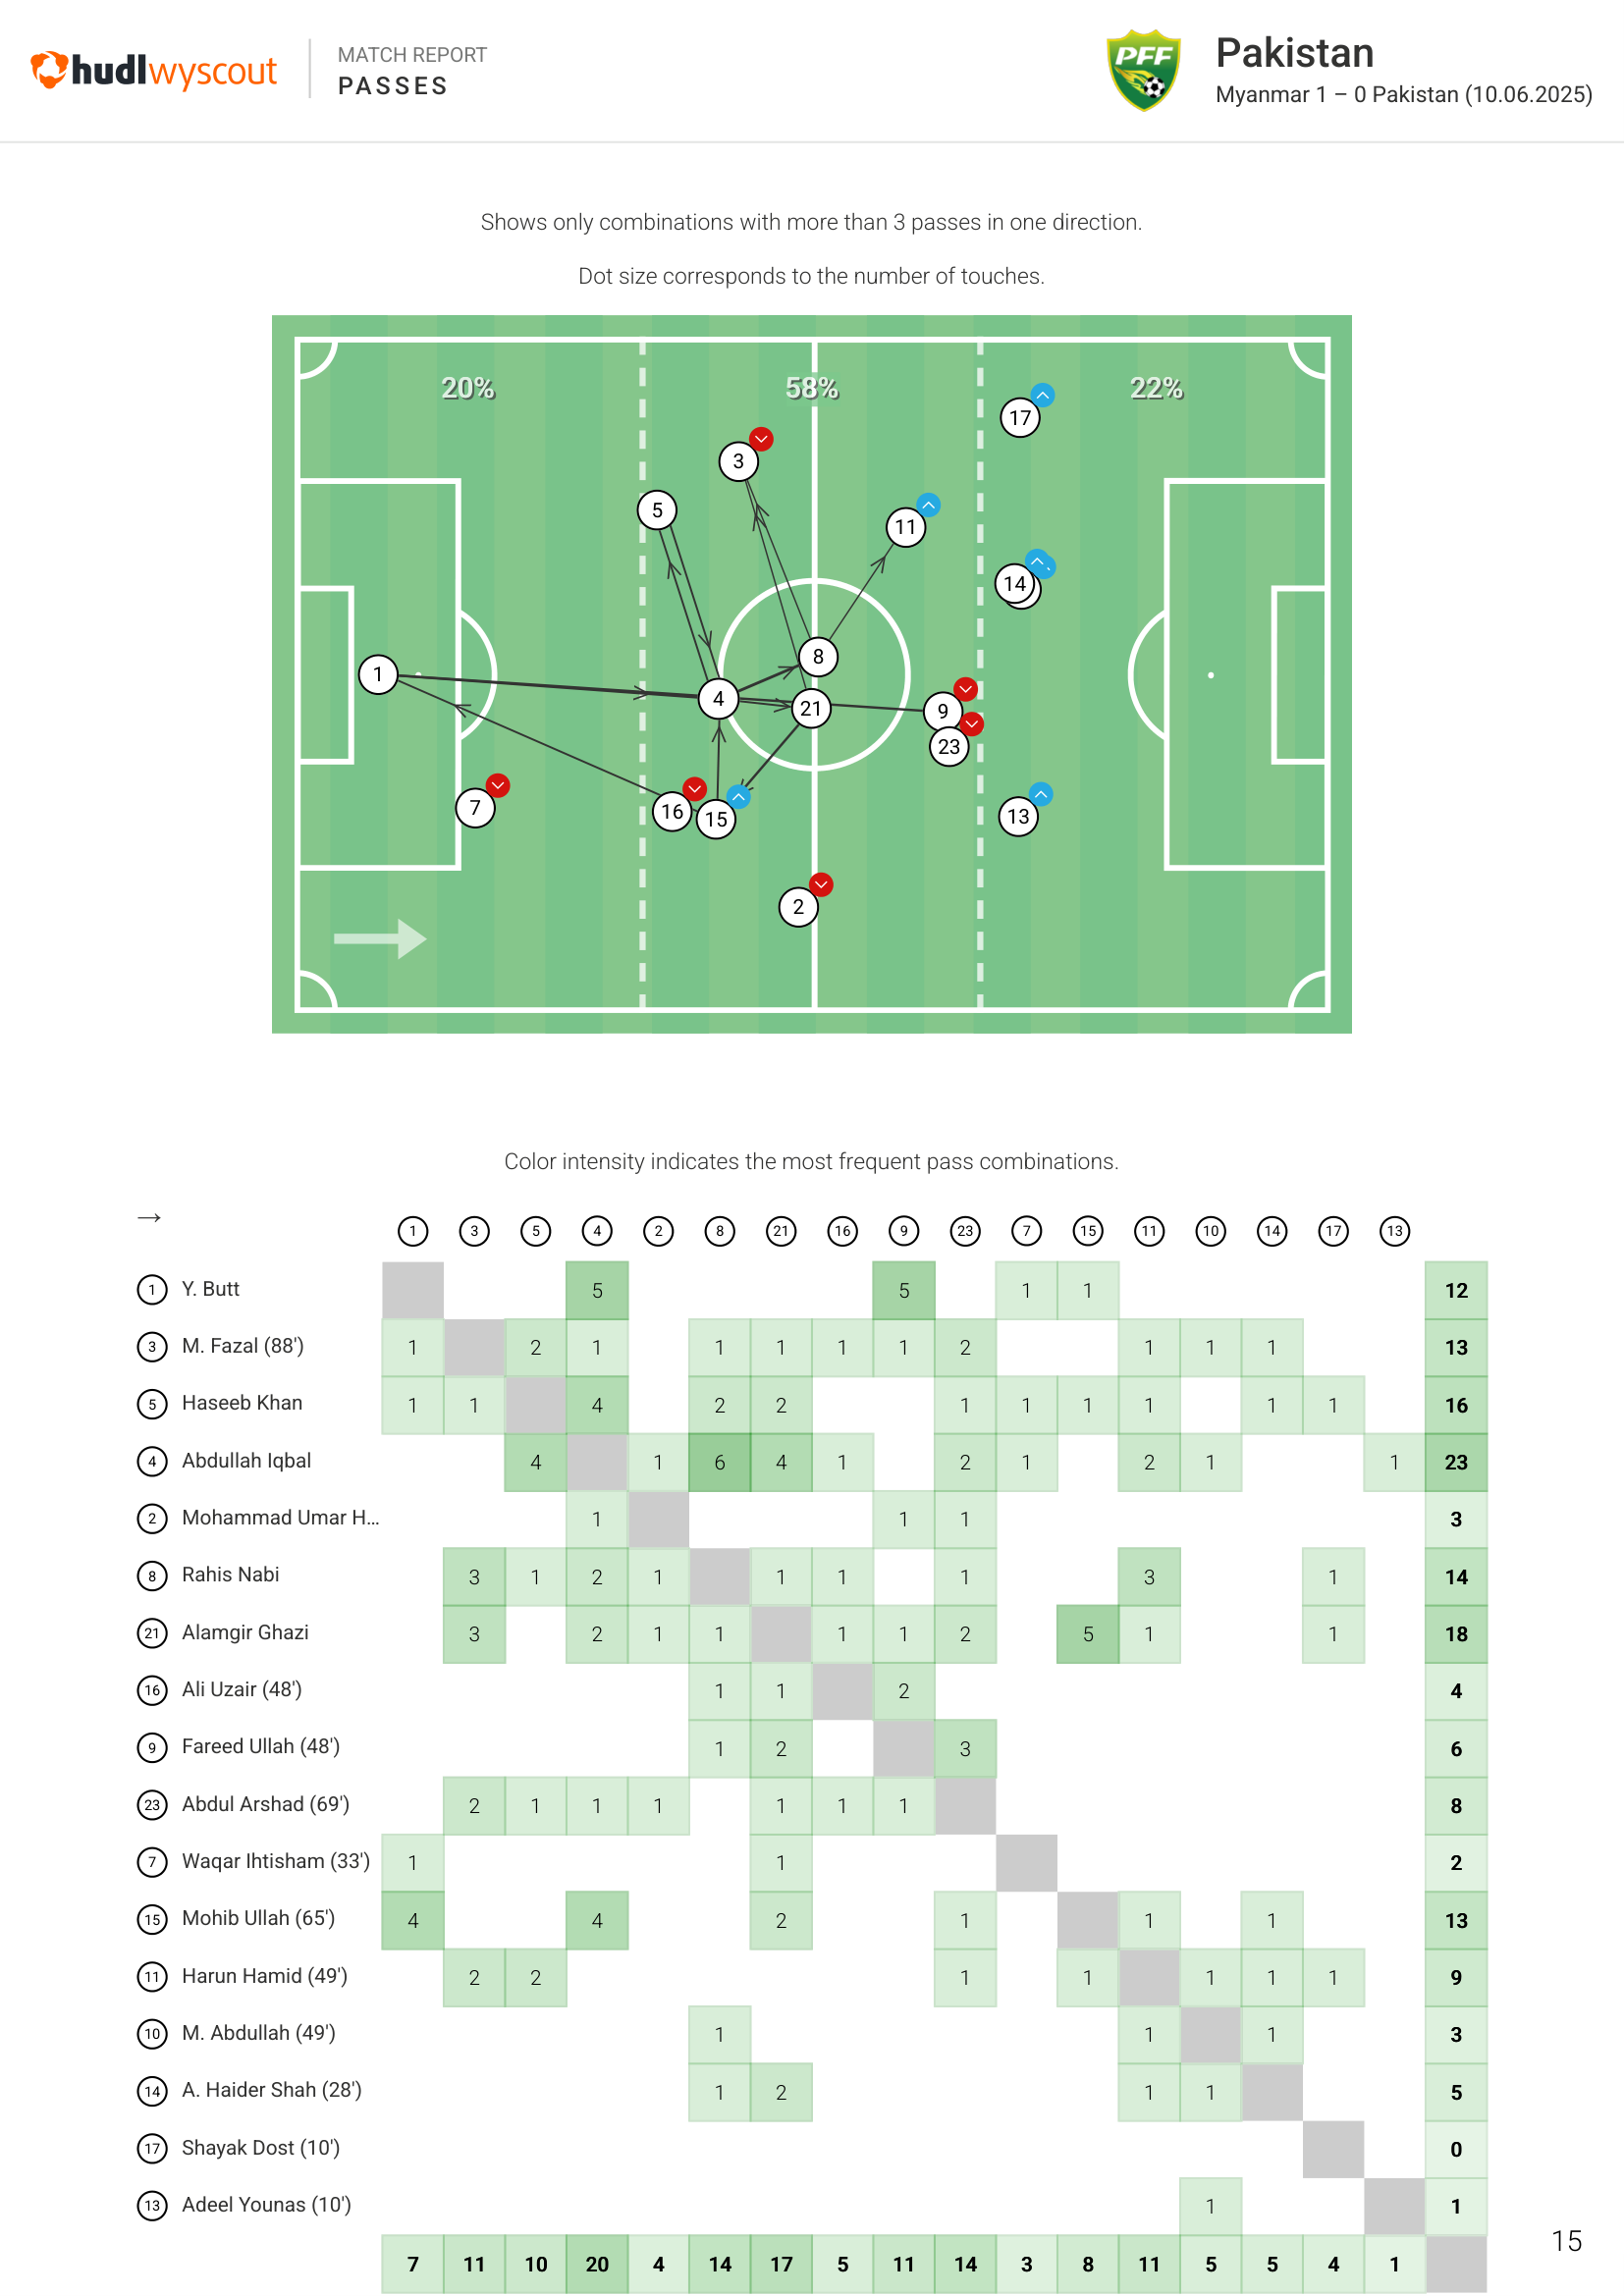 hudlwyscout
MATCH REPORT
PASSES
PFF
Pakistan
Myanmar 1 – 0 Pakistan (10.06.2025)
Shows only combinations with more than 3 passes in one direction.
Dot size corresponds to the number of touches.
20% 58% 22%
17
3
5
11
14
8
1
4
21
9
23
7
16
15
13
2
Color intensity indicates the most frequent pass combinations.
→
1 3 5 4 2 8 21 16 9 23 7 15 11 10 14 17 13
1 Y. Butt 5 5 1 1 12
3 M. Fazal (88') 1 2 1 1 1 1 1 2 1 1 1 13
5 Haseeb Khan 1 1 4 2 2 1 1 1 1 1 1 16
4 Abdullah Iqbal 4 1 6 4 1 2 1 2 1 1 23
2 Mohammad Umar H... 1 1 1 3
8 Rahis Nabi 3 1 2 1 1 1 1 3 1 14
21 Alamgir Ghazi 3 2 1 1 1 1 2 5 1 1 18
16 Ali Uzair (48') 1 1 2 4
9 Fareed Ullah (48') 1 2 3 6
23 Abdul Arshad (69') 2 1 1 1 1 1 1 8
7 Waqar Ihtisham (33') 1 1 2
15 Mohib Ullah (65') 4 4 2 1 1 1 13
11 Harun Hamid (49') 2 2 1 1 1 1 1 9
10 M. Abdullah (49') 1 1 1 3
14 A. Haider Shah (28') 1 2 1 1 5
17 Shayak Dost (10') 0
13 Adeel Younas (10') 1 1
7 11 10 20 4 14 17 5 11 14 3 8 11 5 5 4 1
15